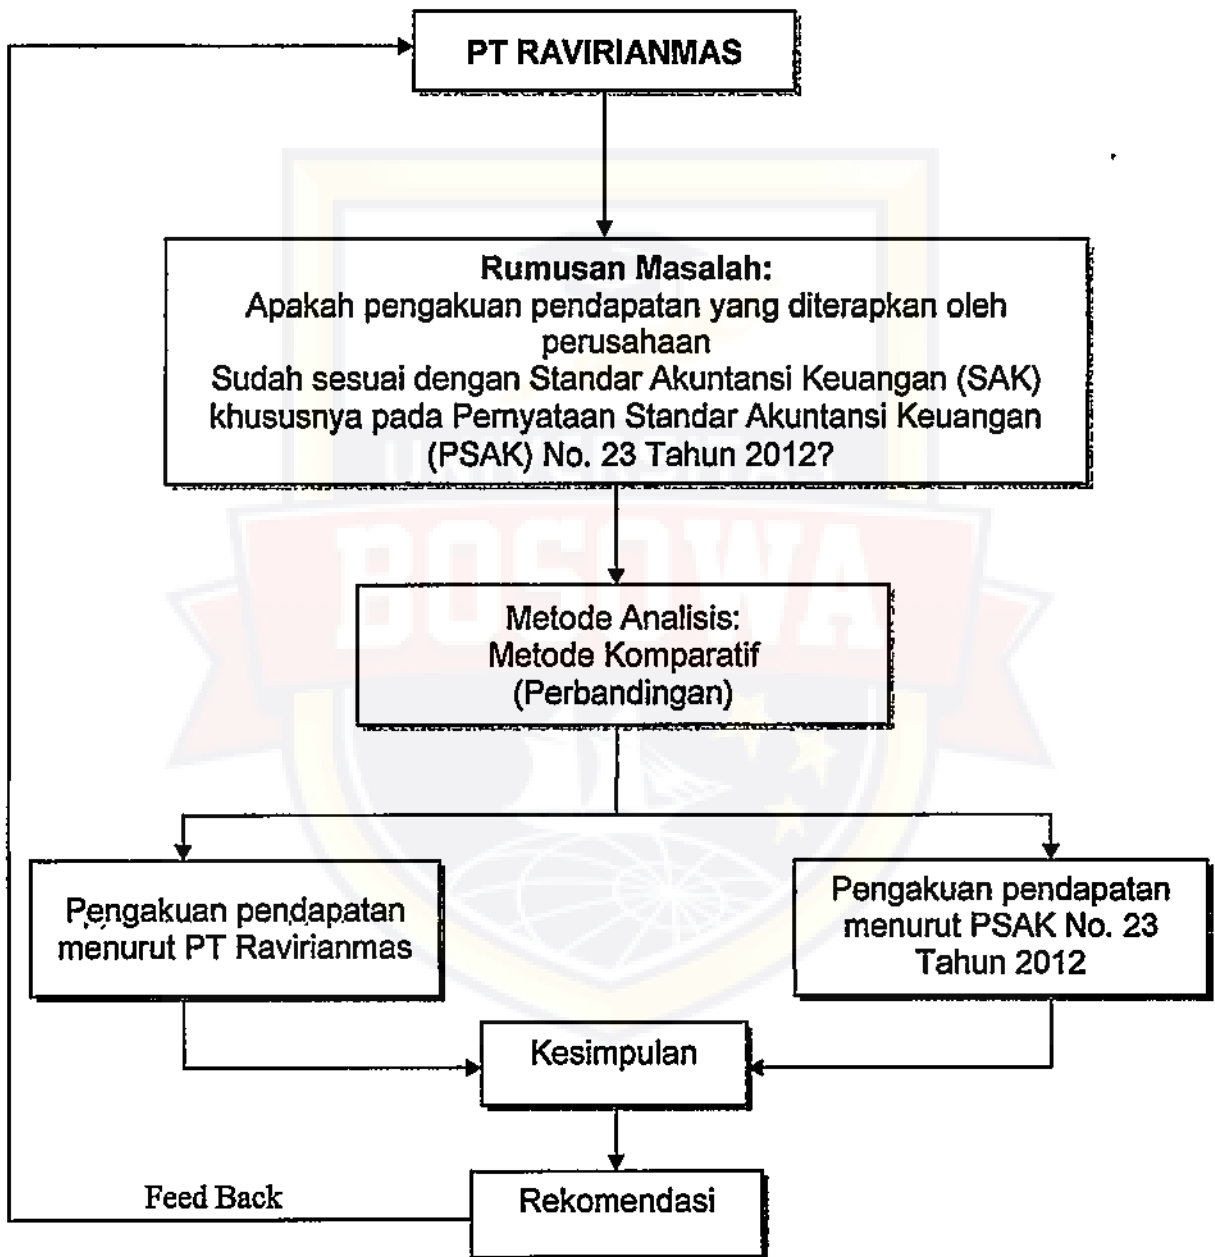 PT RAVIRIANMAS
Rumusan Masalah:
Apakah pengakuan pendapatan yang diterapkan oleh
perusahaan
Sudah sesuai dengan Standar Akuntansi Keuangan (SAK)
khususnya pada Pernyataan Standar Akuntansi Keuangan
(PSAK) No. 23 Tahun 2012?
UNIVERSITAS
BOSOWA
Metode Analisis:
Metode Komparatif
(Perbandingan)
Pengakuan pendapatan
menurut PT Ravirianmas
Pengakuan pendapatan
menurut PSAK No. 23
Tahun 2012
Kesimpulan
Feed Back
Rekomendasi